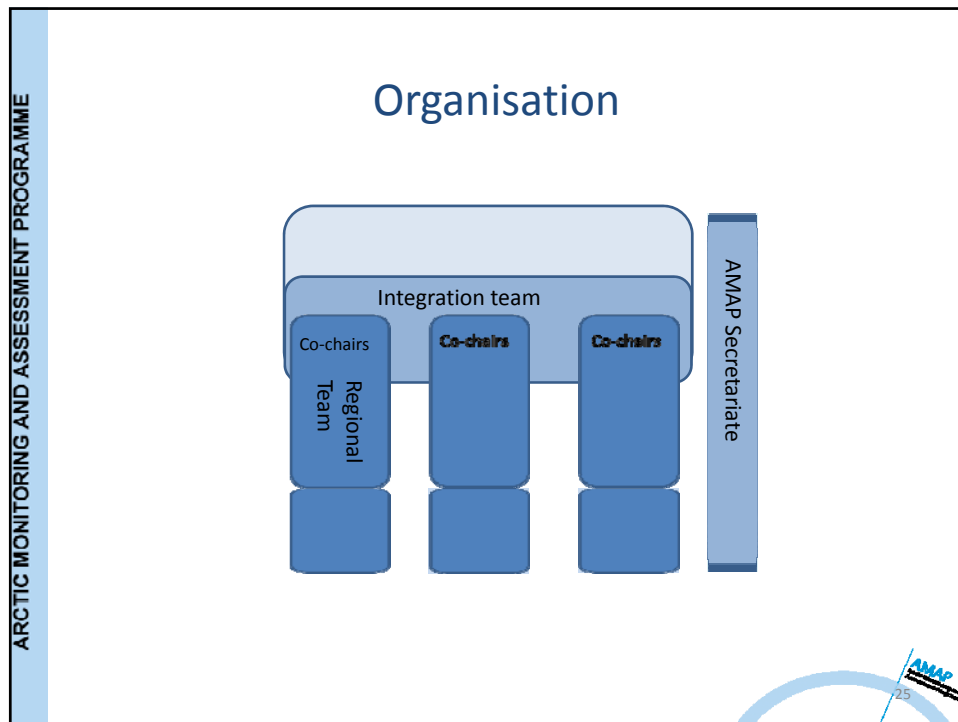 ARCTIC MONITORING AND ASSESSMENT PROGRAMME
Organisation
Integration team
Co-chairs
Co-chairs
Co-chairs
Regional
Team
AMAP Secretariate
AMAP
25